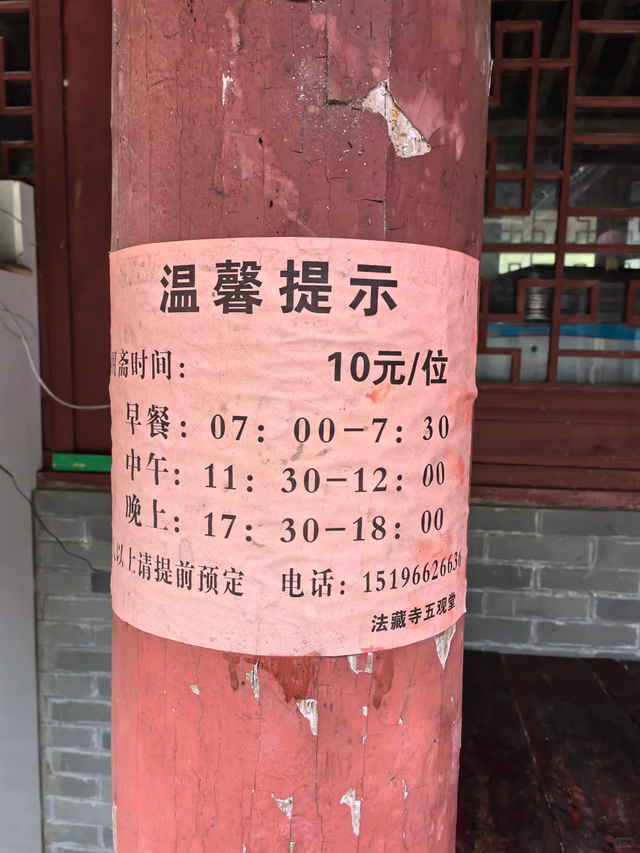 温馨提示
斋时间： 10元/位
早餐：07：00－7：30
中午：11：30－12：00
晚上：17：30－18：00
以上请提前预定 电话：15196626636
法藏寺五观堂